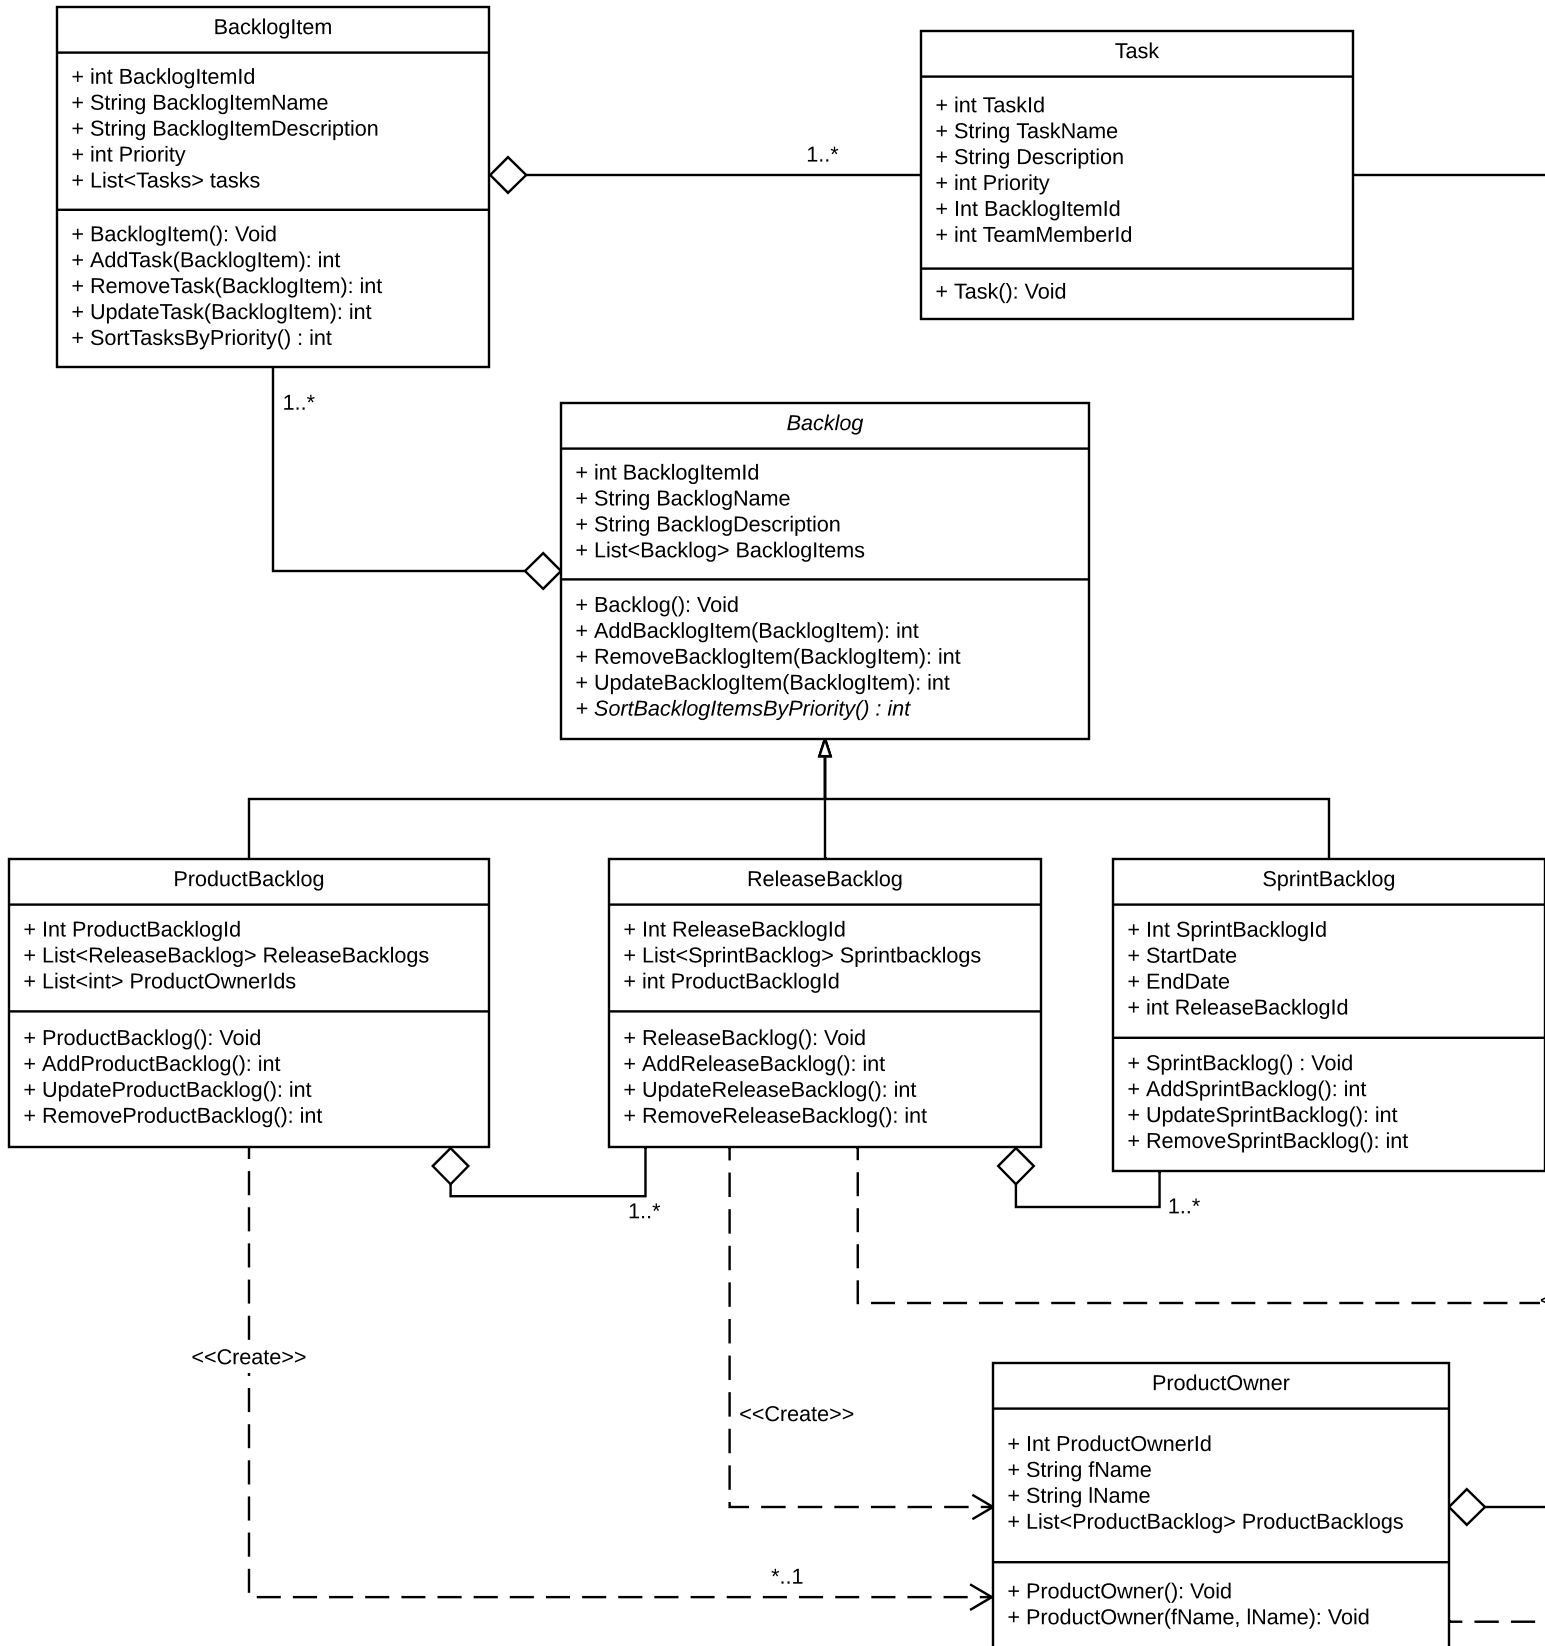 BacklogItem
+ int BacklogItemId
+ String BacklogItemName
+ String BacklogItemDescription
+ int Priority
+ List<Tasks> tasks
+ BacklogItem(): Void
+ AddTask(BacklogItem): int
+ RemoveTask(BacklogItem): int
+ UpdateTask(BacklogItem): int
+ SortTasksByPriority() : int
1..*
Task
+ int TaskId
+ String TaskName
+ String Description
+ int Priority
+ Int BacklogItemId
+ int TeamMemberId
+ Task(): Void
1..*
Backlog
+ int BacklogItemId
+ String BacklogName
+ String BacklogDescription
+ List<Backlog> BacklogItems
+ Backlog(): Void
+ AddBacklogItem(BacklogItem): int
+ RemoveBacklogItem(BacklogItem): int
+ UpdateBacklogItem(BacklogItem): int
+ SortBacklogItemsByPriority() : int
ProductBacklog
+ Int ProductBacklogId
+ List<ReleaseBacklog> ReleaseBacklogs
+ List<int> ProductOwnerIds
+ ProductBacklog(): Void
+ AddProductBacklog(): int
+ UpdateProductBacklog(): int
+ RemoveProductBacklog(): int
ReleaseBacklog
+ Int ReleaseBacklogId
+ List<SprintBacklog> Sprintbacklogs
+ int ProductBacklogId
+ ReleaseBacklog(): Void
+ AddReleaseBacklog(): int
+ UpdateReleaseBacklog(): int
+ RemoveReleaseBacklog(): int
SprintBacklog
+ Int SprintBacklogId
+ StartDate
+ EndDate
+ int ReleaseBacklogId
+ SprintBacklog() : Void
+ AddSprintBacklog(): int
+ UpdateSprintBacklog(): int
+ RemoveSprintBacklog(): int
1..*
1..*
<<Create>>
<<Create>>
*..1
ProductOwner
+ Int ProductOwnerId
+ String fName
+ String lName
+ List<ProductBacklog> ProductBacklogs
+ ProductOwner(): Void
+ ProductOwner(fName, lName): Void